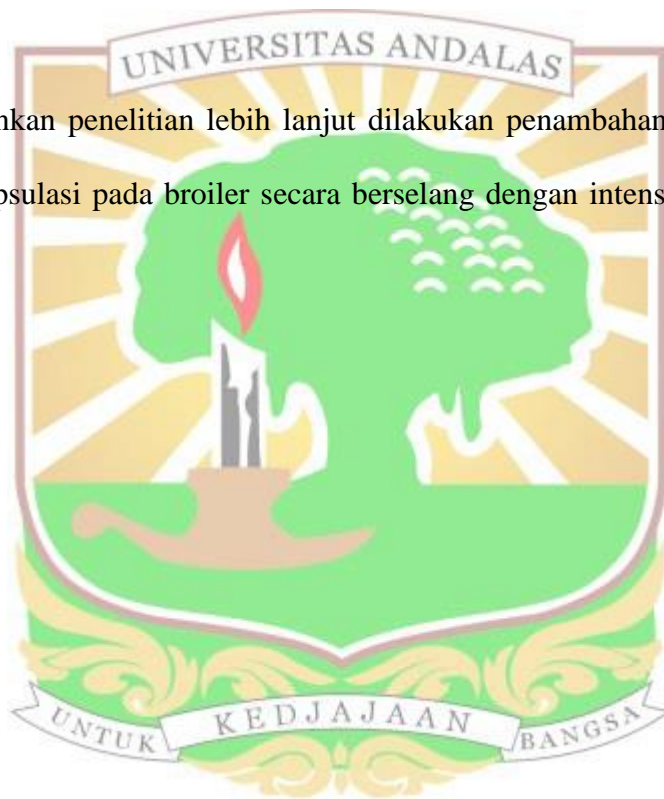 UNIVERSITAS ANDALAS
nkan penelitian lebih lanjut dilakukan penambahan
psulasi pada broiler secara berselang dengan intens
UNTUK KEDJAJAAN BANGSA